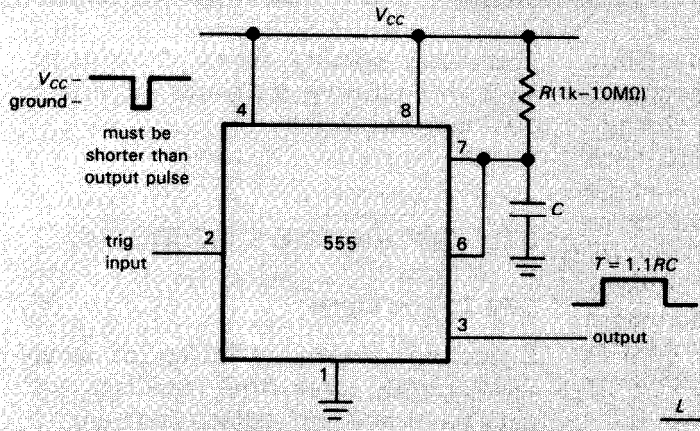 V_CC
V_CC –
ground –
must be
shorter than
output pulse
4
8
R(1k–10MΩ)
7
C
trig
input
2
555
6
T = 1.1RC
3
output
1
L